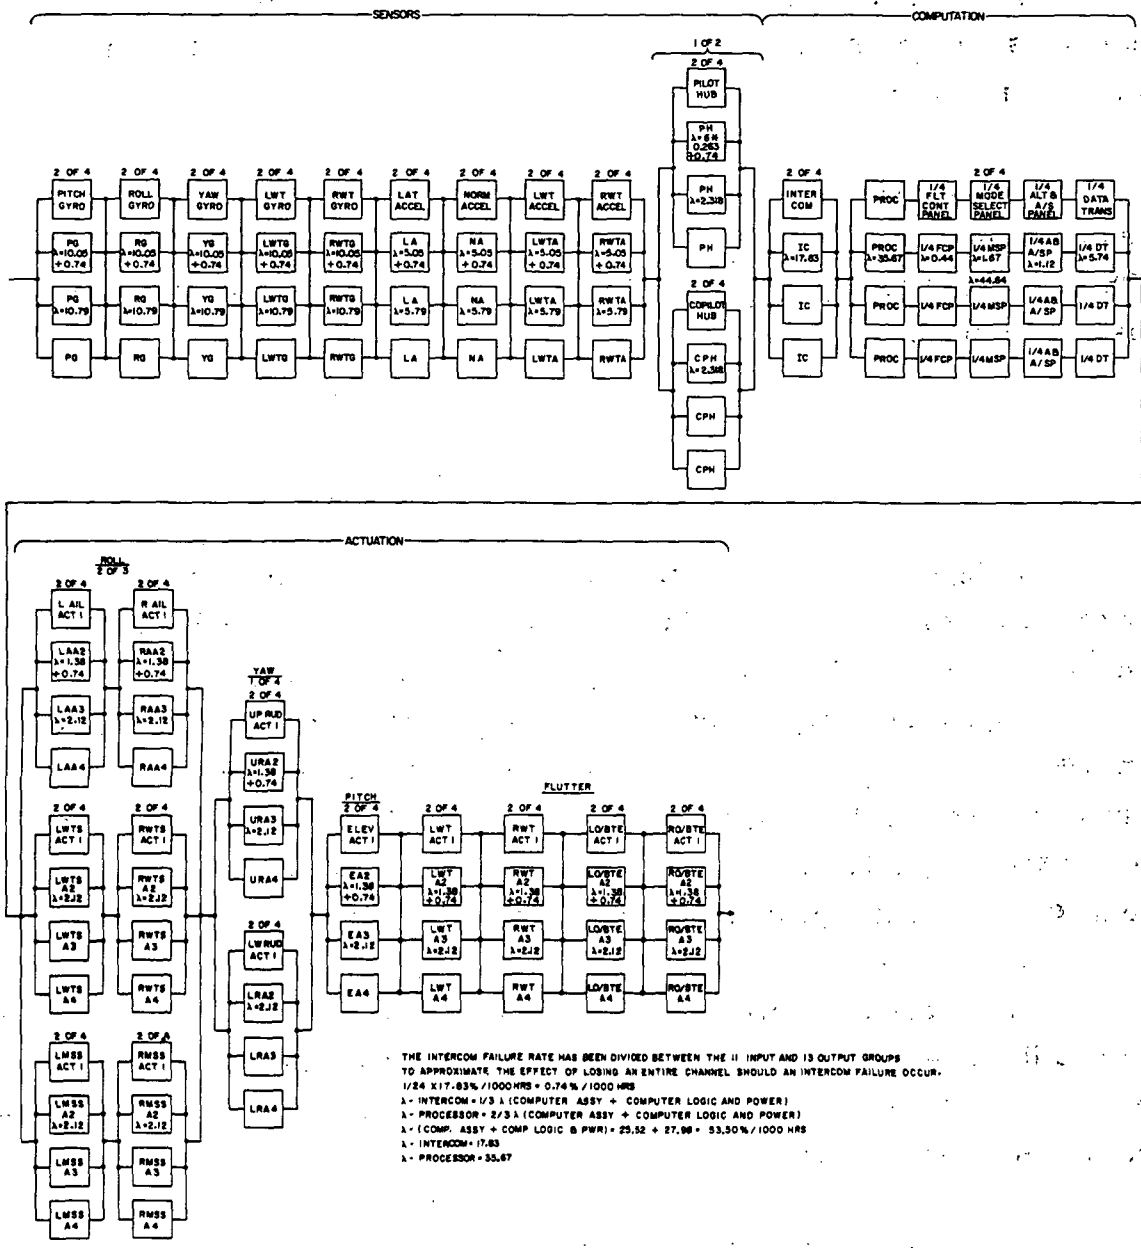 SENSORS
COMPUTATION
1 OF 2
2 OF 4
PILOT HUB
PH
0.263
+0.74
PH
λ=2.318
PH
2 OF 4
COPILOT HUB
CPH
λ=2.318
CPH
CPH
2 OF 4 2 OF 4 2 OF 4 2 OF 4 2 OF 4 2 OF 4 2 OF 4 2 OF 4 2 OF 4 2 OF 4 2 OF 4
PITCH GYRO
ROLL GYRO
YAW GYRO
LWT GYRO
RWT GYRO
LAT ACCEL
NORM ACCEL
LWT ACCEL
RWT ACCEL
INTER COM
PROC
1/4 FLT CONT PANEL
1/4 MODE SELECT PANEL
1/4 ALT & A/S PANEL
1/4 DATA TRANS
PG λ=10.05 +0.74
RG λ=10.05 +0.74
YG λ=10.05 +0.74
LWTG λ=10.05 +0.74
RWTG λ=10.05 +0.74
LA λ=5.05 +0.74
NA λ=5.05 +0.74
LWTA λ=5.05 +0.74
RWTA λ=5.05 +0.74
IC λ=17.83
PROC λ=35.67
1/4 FCP λ=0.44
1/4 MSP λ=1.67
λ=44.64
1/4 AB A/SP λ=1.12
1/4 DT λ=5.74
PG λ=10.79
RG λ=10.79
YG λ=10.79
LWTG λ=10.79
RWTG λ=10.79
LA λ=5.79
NA λ=5.79
LWTA λ=5.79
RWTA λ=5.79
IC
PROC
1/4 FCP
1/4 MSP
1/4 AB A/SP
1/4 DT
PG
RG
YG
LWTG
RWTG
LA
NA
LWTA
RWTA
IC
PROC
1/4 FCP
1/4 MSP
1/4 AB A/SP
1/4 DT
ACTUATION
ROLL
2 OF 3
2 OF 4 2 OF 4
L AIL ACT 1
R AIL ACT 1
LAA2 λ=1.38 +0.74
RAA2 λ=1.38 +0.74
LAA3 λ=2.12
RAA3 λ=2.12
LAA4
RAA4
2 OF 4 2 OF 4
LWTS ACT 1
RWTS ACT 1
LWTS A2 λ=2.12
RWTS A2 λ=2.12
LWTS A3
RWTS A3
LWTS A4
RWTS A4
2 OF 4 2 OF 4
LMSS ACT 1
RMSS ACT 1
LMSS A2 λ=2.12
RMSS A2 λ=2.12
LMSS A3
RMSS A3
LMSS A4
RMSS A4
YAW
1 OF 4
2 OF 4
UP RUD ACT 1
URA2 λ=1.38 +0.74
URA3 λ=2.12
URA4
2 OF 4
LW RUD ACT 1
LRA2 λ=2.12
LRA3
LRA4
PITCH
FLUTTER
2 OF 4 2 OF 4 2 OF 4 2 OF 4 2 OF 4
ELEV ACT 1
LWT ACT 1
RWT ACT 1
LO/BTE ACT 1
RO/BTE ACT 1
EA2 λ=1.38 +0.74
LWT A2 λ=1.38 +0.74
RWT A2 λ=1.38 +0.74
LO/BTE A2 λ=1.38 +0.74
RO/BTE A2 λ=1.38 +0.74
EA3 λ=2.12
LWT A3 λ=2.12
RWT A3 λ=2.12
LO/BTE A3 λ=2.12
RO/BTE A3 λ=2.12
EA4
LWT A4
RWT A4
LO/BTE A4
RO/BTE A4
THE INTERCOM FAILURE RATE HAS BEEN DIVIDED BETWEEN THE 11 INPUT AND 13 OUTPUT GROUPS
TO APPROXIMATE THE EFFECT OF LOSING AN ENTIRE CHANNEL SHOULD AN INTERCOM FAILURE OCCUR.
1/24 X 17.83% / 1000 HRS = 0.74% / 1000 HRS
λ - INTERCOM = 1/3 λ (COMPUTER ASSY + COMPUTER LOGIC AND POWER)
λ - PROCESSOR = 2/3 λ (COMPUTER ASSY + COMPUTER LOGIC AND POWER)
λ - (COMP. ASSY + COMP LOGIC & PWR) = 25.52 + 27.98 = 53.50% / 1000 HRS
λ - INTERCOM = 17.83
λ - PROCESSOR = 35.67